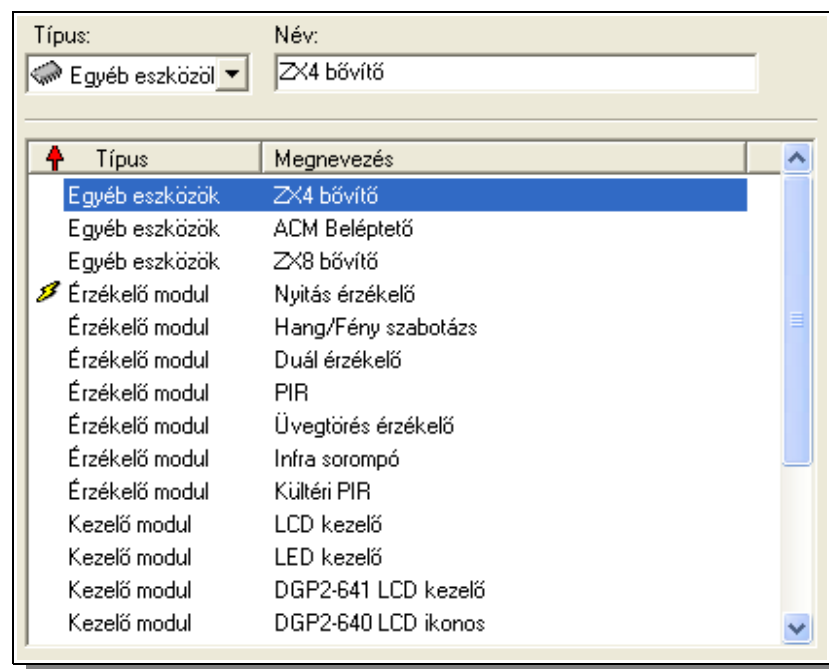 Típus: Név:
Egyéb eszközöl ZX4 bővítő
Típus Megnevezés
Egyéb eszközök ZX4 bővítő
Egyéb eszközök ACM Beléptető
Egyéb eszközök ZX8 bővítő
Érzékelő modul Nyitás érzékelő
Érzékelő modul Hang/Fény szabotázs
Érzékelő modul Duál érzékelő
Érzékelő modul PIR
Érzékelő modul Üvegtörés érzékelő
Érzékelő modul Infra sorompó
Érzékelő modul Kültéri PIR
Kezelő modul LCD kezelő
Kezelő modul LED kezelő
Kezelő modul DGP2-641 LCD kezelő
Kezelő modul DGP2-640 LCD ikonos